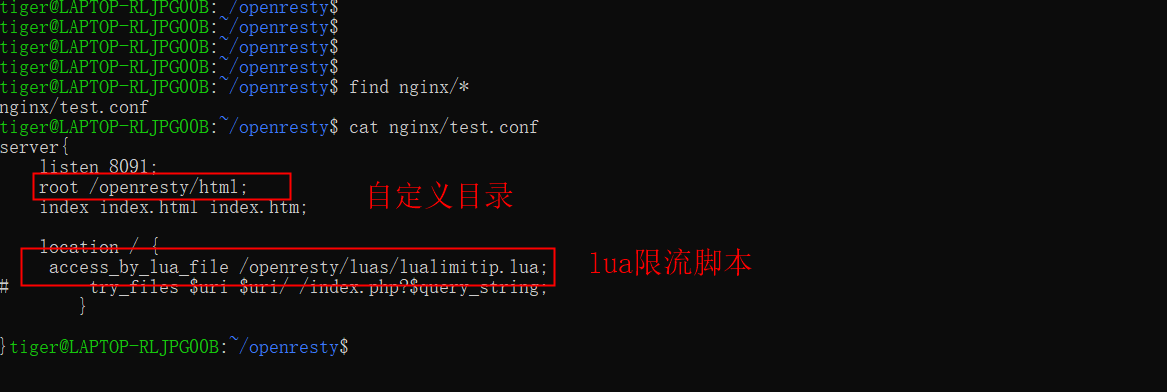 tiger@LAPTOP-RLJPG00B:~/openresty$
tiger@LAPTOP-RLJPG00B:~/openresty$
tiger@LAPTOP-RLJPG00B:~/openresty$
tiger@LAPTOP-RLJPG00B:~/openresty$
tiger@LAPTOP-RLJPG00B:~/openresty$ find nginx/*
nginx/test.conf
tiger@LAPTOP-RLJPG00B:~/openresty$ cat nginx/test.conf
server{
    listen 8091;
    root /openresty/html; 自定义目录
    index index.html index.htm;
    location / {
     access_by_lua_file /openresty/luas/lualimitip.lua; lua限流脚本
#        try_files $uri $uri/ /index.php?$query_string;
        }
}tiger@LAPTOP-RLJPG00B:~/openresty$